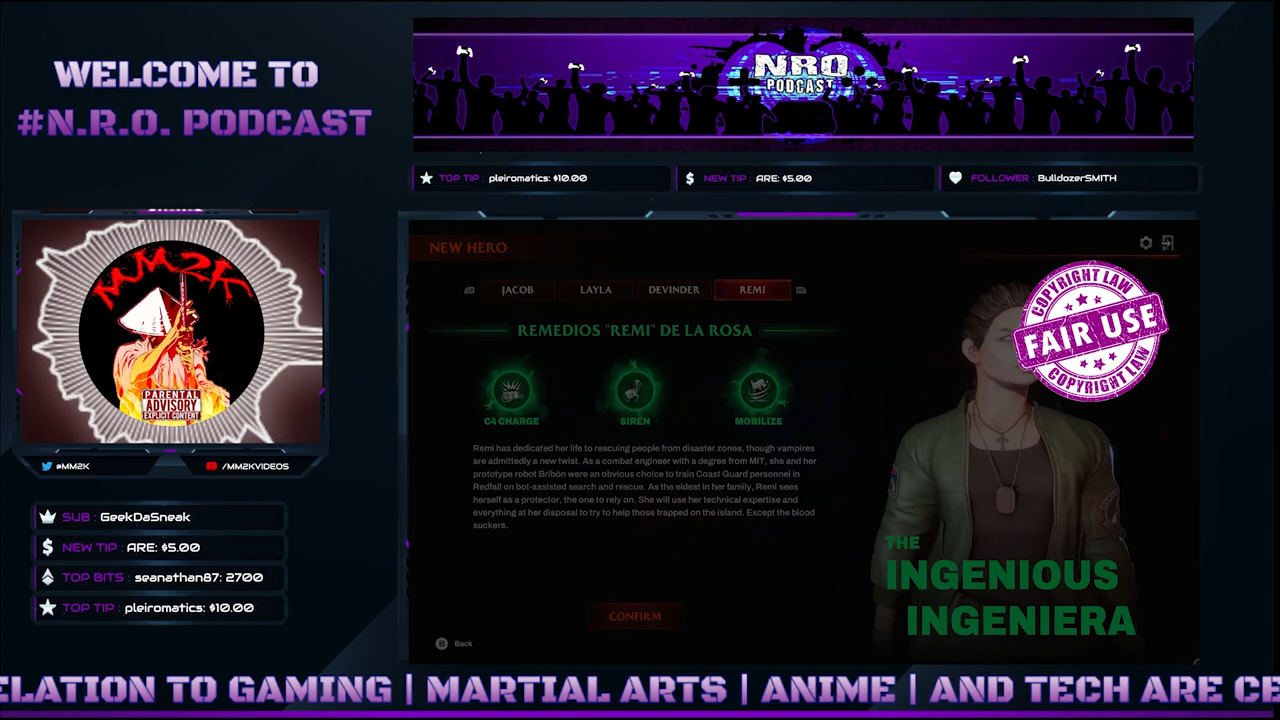 WELCOME TO
#N.R.O. PODCAST
NRO
PODCAST
TOP TIP : pleiromatics: $10.00
NEW TIP : ARE: $5.00
FOLLOWER : BulldozerSMITH
MM2K
PARENTAL
ADVISORY
EXPLICIT CONTENT
@MM2K
/MM2KVIDEOS
SUB : GeekDaSneak
NEW TIP : ARE: $5.00
TOP BITS : seanathan87: 2700
TOP TIP : pleiromatics: $10.00
NEW HERO
JACOB
LAYLA
DEVINDER
REMI
REMEDIOS "REMI" DE LA ROSA
C4 CHARGE
SIREN
MOBILIZE
Remi has dedicated her life to rescuing people from disaster zones, though vampires
are admittedly a new twist. As a combat engineer with a degree from MIT, she and her
prototype robot Bribón were an obvious choice to train Coast Guard personnel in
Redfall on bot-assisted search and rescue. As the eldest in her family, Remi sees
herself as a protector, the one to rely on. She will use her technical expertise and
everything at her disposal to try to help those trapped on the island. Except the blood
suckers.
CONFIRM
B Back
COPYRIGHT LAW
FAIR USE
COPYRIGHT LAW
THE
INGENIOUS
INGENIERA
ELATION TO GAMING | MARTIAL ARTS | ANIME | AND TECH ARE CE